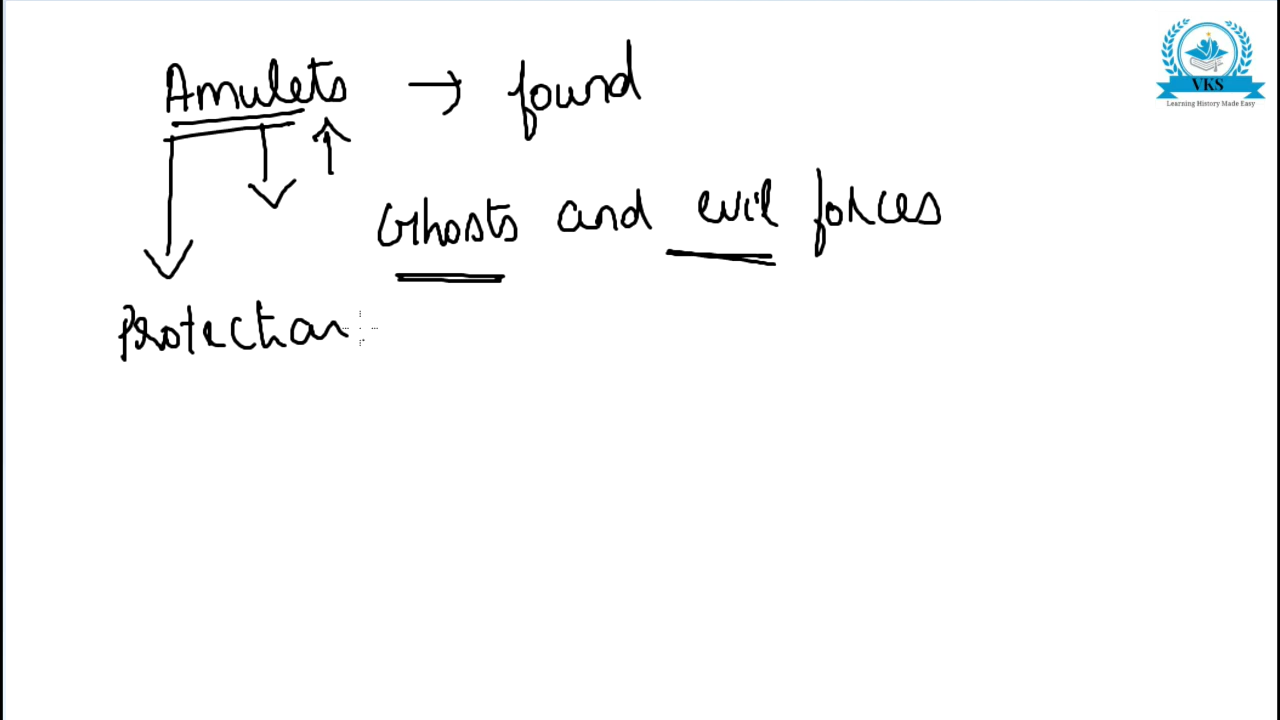 Amulets → found
Ghosts and evil forces
Protection
VKS
Learning History Made Easy